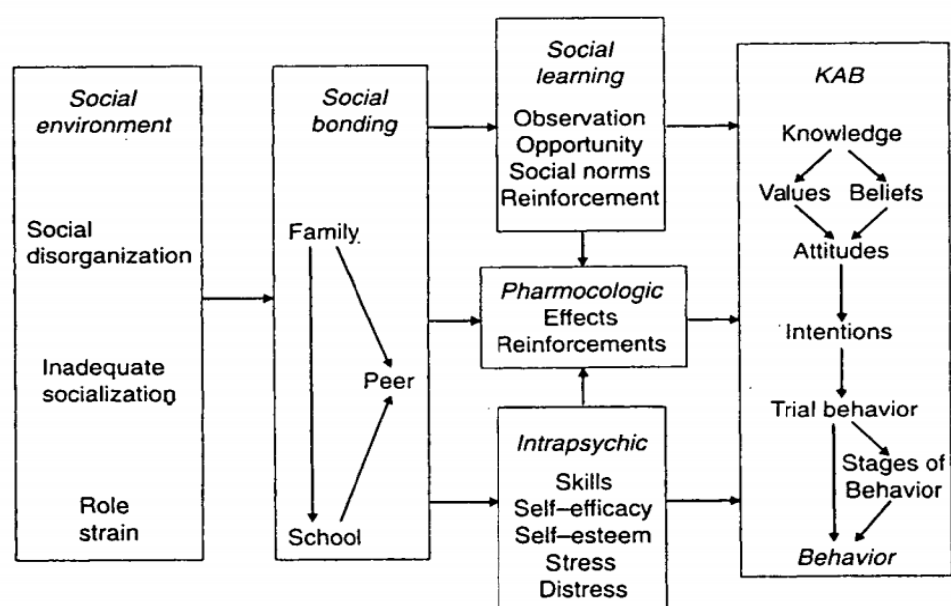 Social
environment
Social
disorganization
Inadequate
socialization
Role
strain
Social
bonding
Family
Peer
School
Social
learning
Observation
Opportunity
Social norms
Reinforcement
Pharmocologic
Effects
Reinforcements
Intrapsychic
Skills
Self–efficacy
Self–esteem
Stress
Distress
KAB
Knowledge
Values Beliefs
Attitudes
Intentions
Trial behavior
Stages of
Behavior
Behavior